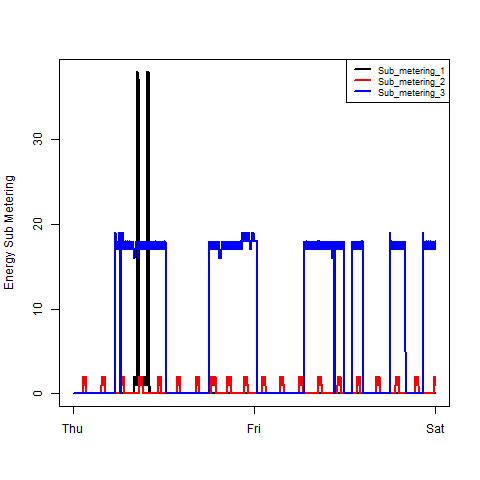 Sub_metering_1
Sub_metering_2
Sub_metering_3
Energy Sub Metering
30
20
10
0
Thu Fri Sat